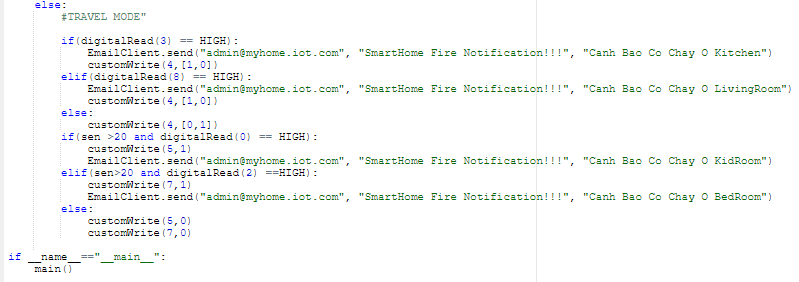 else:
#TRAVEL MODE"
if(digitalRead(3) == HIGH):
EmailClient.send("admin@myhome.iot.com", "SmartHome Fire Notification!!!", "Canh Bao Co Chay O Kitchen")
customWrite(4,[1,0])
elif(digitalRead(8) == HIGH):
EmailClient.send("admin@myhome.iot.com", "SmartHome Fire Notification!!!", "Canh Bao Co Chay O LivingRoom")
customWrite(4,[1,0])
else:
customWrite(4,[0,1])
if(sen >20 and digitalRead(0) == HIGH):
customWrite(5,1)
EmailClient.send("admin@myhome.iot.com", "SmartHome Fire Notification!!!", "Canh Bao Co Chay O KidRoom")
elif(sen>20 and digitalRead(2) ==HIGH):
customWrite(7,1)
EmailClient.send("admin@myhome.iot.com", "SmartHome Fire Notification!!!", "Canh Bao Co Chay O BedRoom")
else:
customWrite(5,0)
customWrite(7,0)
if __name__=="__main__":
main()